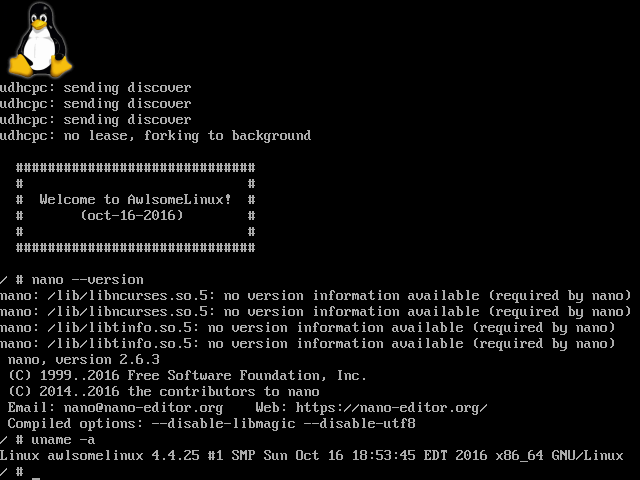 udhcpc: sending discover
udhcpc: sending discover
udhcpc: sending discover
udhcpc: no lease, forking to background
##############################
#                            #
#  Welcome to AwlsomeLinux!  #
#       (oct-16-2016)        #
#                            #
##############################
/ # nano --version
nano: /lib/libncurses.so.5: no version information available (required by nano)
nano: /lib/libncurses.so.5: no version information available (required by nano)
nano: /lib/libtinfo.so.5: no version information available (required by nano)
nano: /lib/libtinfo.so.5: no version information available (required by nano)
nano, version 2.6.3
(C) 1999..2016 Free Software Foundation, Inc.
(C) 2014..2016 the contributors to nano
Email: nano@nano-editor.org    Web: https://nano-editor.org/
Compiled options: --disable-libmagic --disable-utf8
/ # uname -a
Linux awlsomelinux 4.4.25 #1 SMP Sun Oct 16 18:53:45 EDT 2016 x86_64 GNU/Linux
/ # _